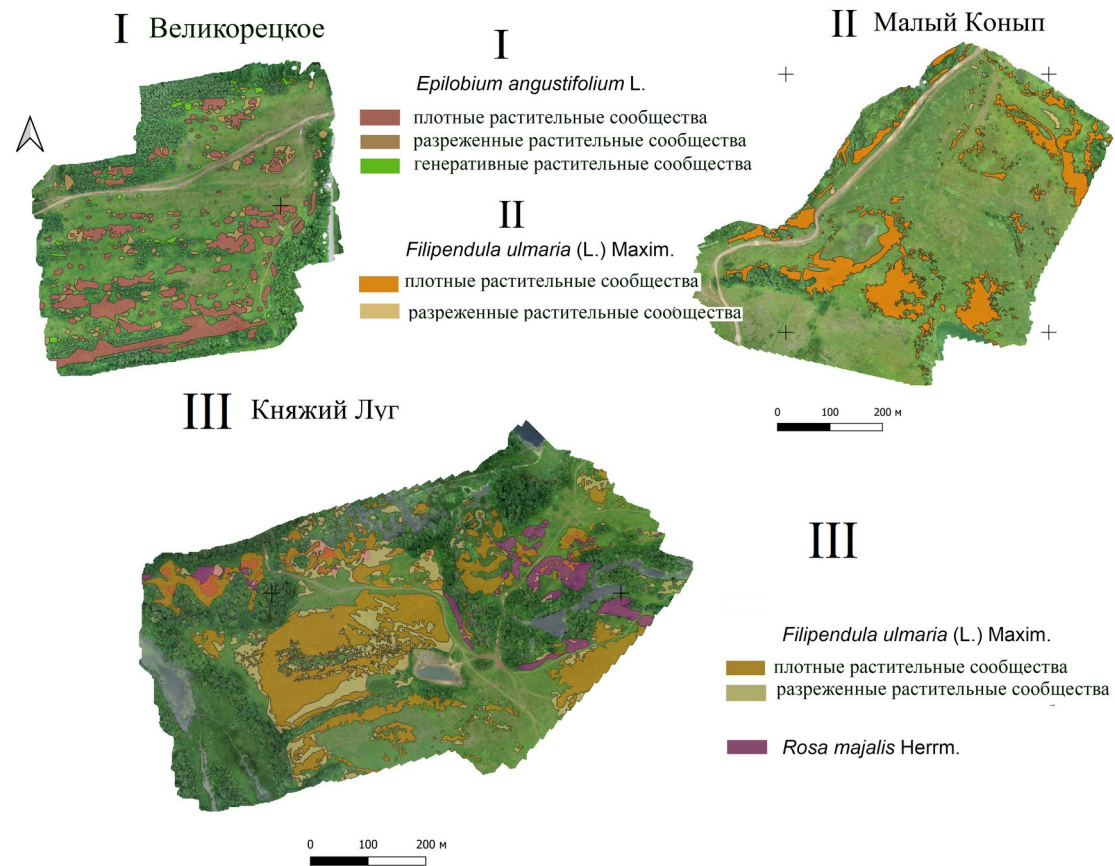 I Великорецкое
I
Epilobium angustifolium L.
плотные растительные сообщества
разреженные растительные сообщества
генеративные растительные сообщества
II
Filipendula ulmaria (L.) Maxim.
плотные растительные сообщества
разреженные растительные сообщества
II Малый Конып
0 100 200 м
III Княжий Луг
0 100 200 м
III
Filipendula ulmaria (L.) Maxim.
плотные растительные сообщества
разреженные растительные сообщества
Rosa majalis Herrm.